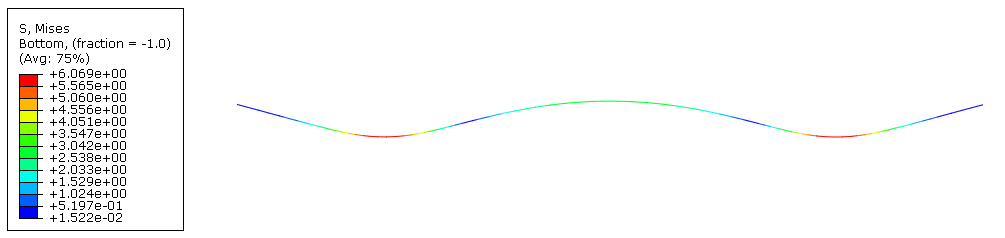 S, Mises
Bottom, (fraction = -1.0)
(Avg: 75%)
+6.069e+00
+5.565e+00
+5.060e+00
+4.556e+00
+4.051e+00
+3.547e+00
+3.042e+00
+2.538e+00
+2.033e+00
+1.529e+00
+1.024e+00
+5.197e-01
+1.522e-02